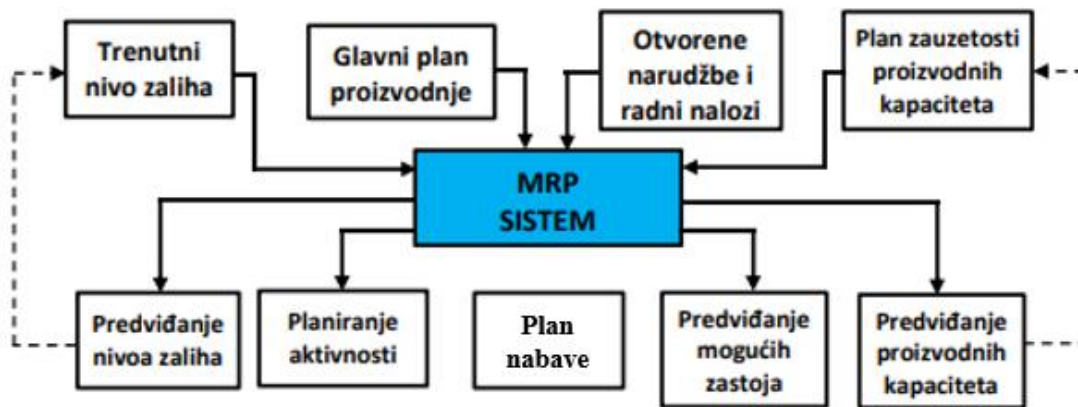 Trenutni
nivo zaliha
Glavni plan
proizvodnje
Otvorene
narudžbe i
radni nalozi
Plan zauzetosti
proizvodnih
kapaciteta
MRP
SISTEM
Predviđanje
nivoa zaliha
Planiranje
aktivnosti
Plan
nabave
Predviđanje
mogućih
zastoja
Predviđanje
proizvodnih
kapaciteta